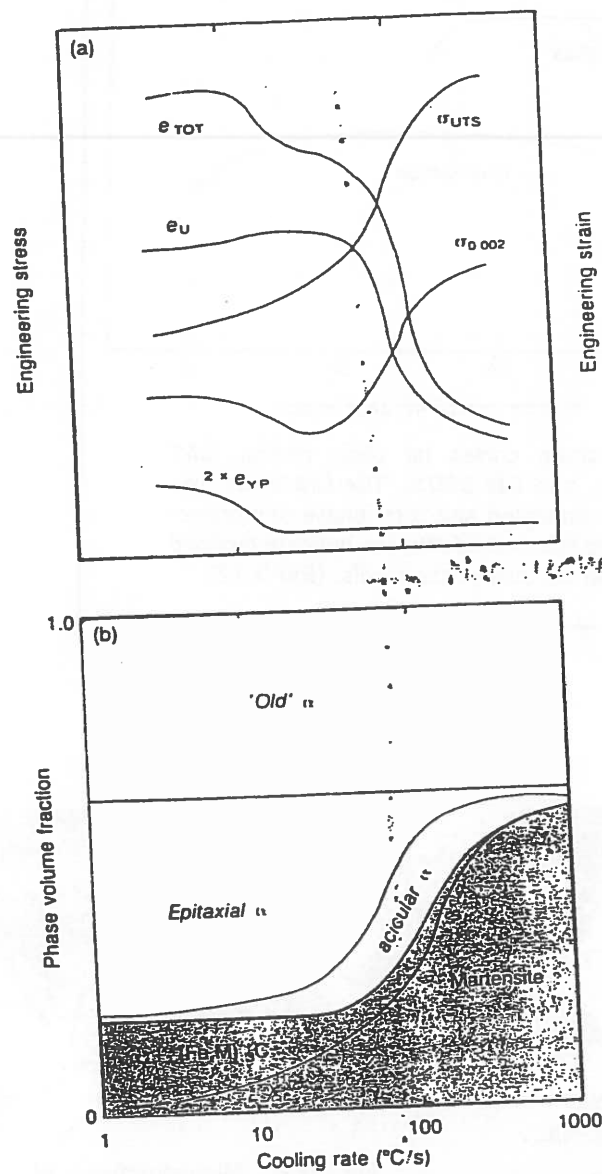 (a)
e TOT
σUTS
eU
σ0.002
2 × eYP
Engineering stress
Engineering strain
1.0
(b)
'Old' α
Epitaxial α
acicular α
Martensite
Phase volume fraction
0
1
10
100
1000
Cooling rate (°C/s)